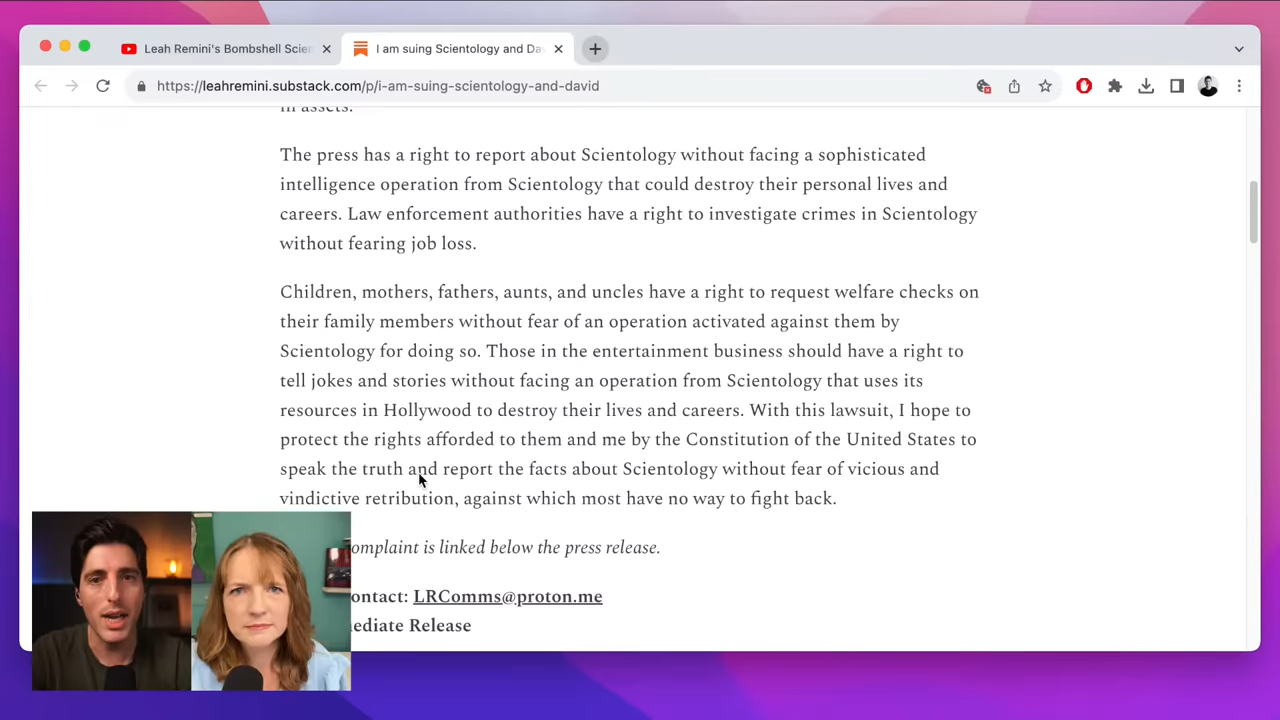 Leah Remini's Bombshell Scien
I am suing Scientology and Da
https://leahremini.substack.com/p/i-am-suing-scientology-and-david
in assets.
The press has a right to report about Scientology without facing a sophisticated
intelligence operation from Scientology that could destroy their personal lives and
careers. Law enforcement authorities have a right to investigate crimes in Scientology
without fearing job loss.
Children, mothers, fathers, aunts, and uncles have a right to request welfare checks on
their family members without fear of an operation activated against them by
Scientology for doing so. Those in the entertainment business should have a right to
tell jokes and stories without facing an operation from Scientology that uses its
resources in Hollywood to destroy their lives and careers. With this lawsuit, I hope to
protect the rights afforded to them and me by the Constitution of the United States to
speak the truth and report the facts about Scientology without fear of vicious and
vindictive retribution, against which most have no way to fight back.
omplaint is linked below the press release.
ontact: LRComms@proton.me
ediate Release